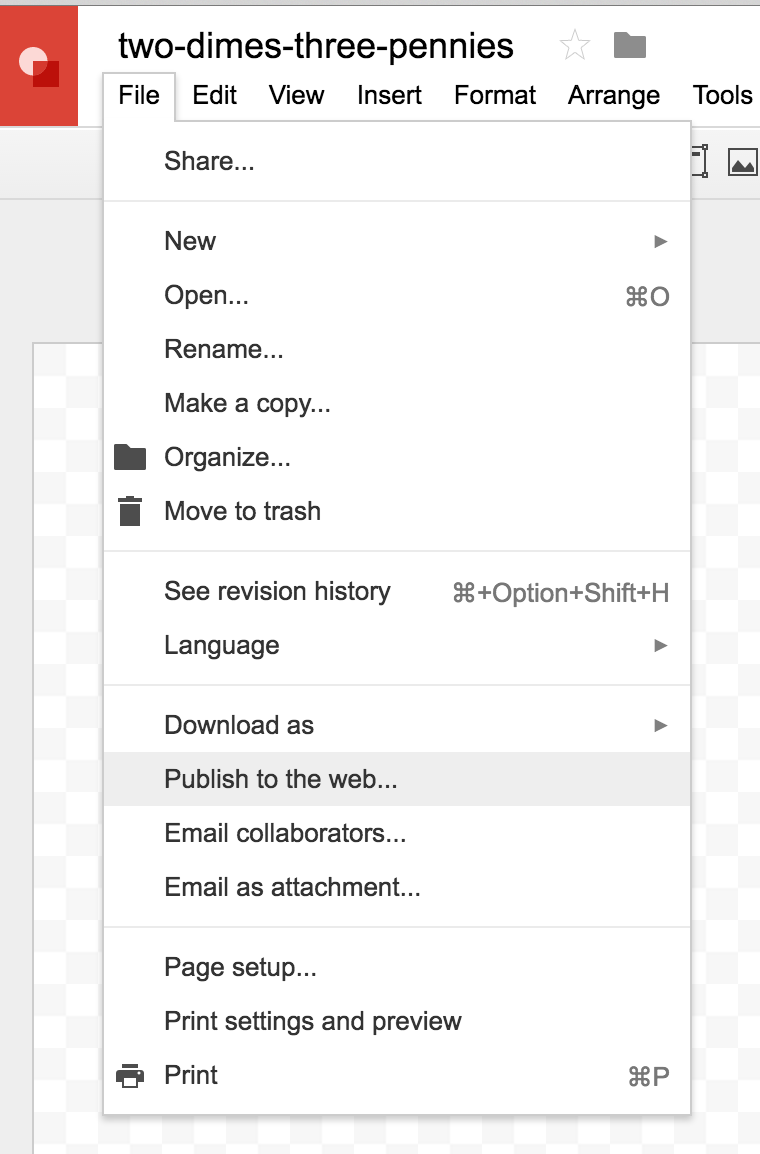 two-dimes-three-pennies
File Edit View Insert Format Arrange Tools
Share...
New
Open... ⌘O
Rename...
Make a copy...
Organize...
Move to trash
See revision history ⌘+Option+Shift+H
Language
Download as
Publish to the web...
Email collaborators...
Email as attachment...
Page setup...
Print settings and preview
Print ⌘P